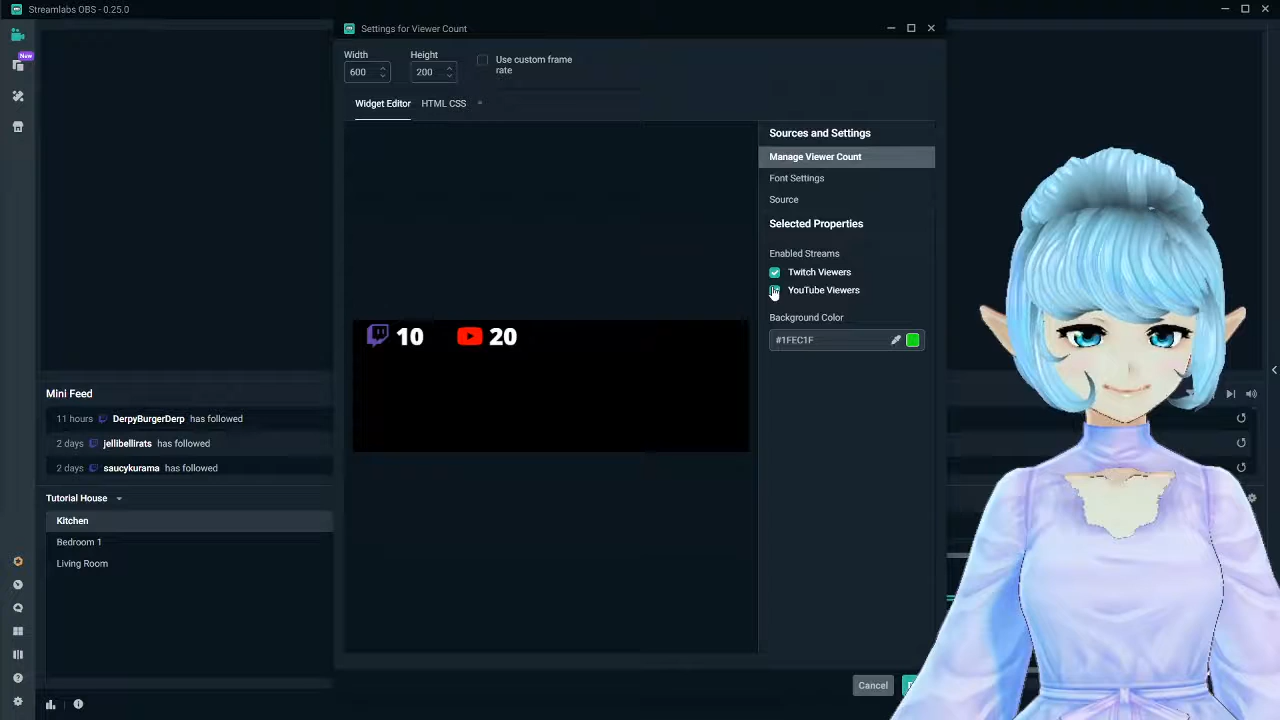 Streamlabs OBS - 0.25.0
Settings for Viewer Count
New
Width
Height
600
200
Use custom frame
rate
Widget Editor
HTML CSS
Sources and Settings
Manage Viewer Count
Font Settings
Source
Selected Properties
Enabled Streams
Twitch Viewers
YouTube Viewers
Background Color
#1FEC1F
10
20
Mini Feed
11 hours DerpyBurgerDerp has followed
2 days jellibellirats has followed
2 days saucykurama has followed
Tutorial House
Kitchen
Bedroom 1
Living Room
Cancel